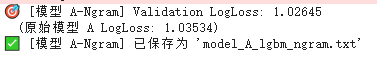 🎯 [模型 A-Ngram] Validation LogLoss: 1.02645
(原始模型 A LogLoss: 1.03534)
✅ [模型 A-Ngram] 已保存为 'model_A_lgbm_ngram.txt'